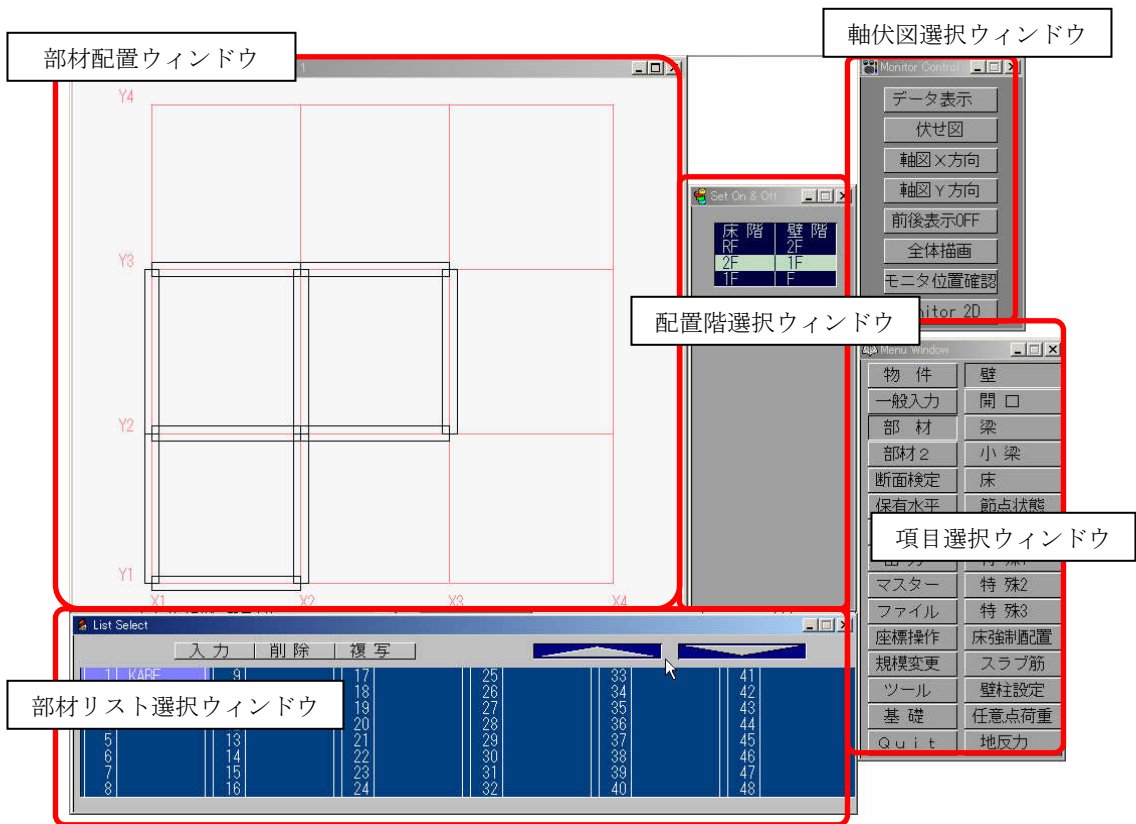 部材配置ウィンドウ
軸伏図選択ウィンドウ
1
Y4
Y3
Y2
Y1
X1
X2
X3
X4
Monitor Control
データ表示
伏せ図
軸図X方向
軸図Y方向
前後表示OFF
全体描画
モニタ位置確認
nitor 2D
Set On & Off
床 階 壁 階
RF 2F
2F 1F
1F F
配置階選択ウィンドウ
Menu Window
物 件 壁
一般入力 開 口
部 材 梁
部材2 小 梁
断面検定 床
保有水平 節点状態
項目選択ウィンドウ
マスター 特 殊2
ファイル 特 殊3
座標操作 床強制配置
規模変更 スラブ筋
ツール 壁柱設定
基 礎 任意点荷重
Quit 地反力
List Select
入 力 削 除 複 写
1 KABE 9 17 25 33 41
18 26 34 42
部材リスト選択ウィンドウ
19 27 35 43
20 28 36 44
5 13 21 29 37 45
6 14 22 30 38 46
7 15 23 31 39 47
8 16 24 32 40 48